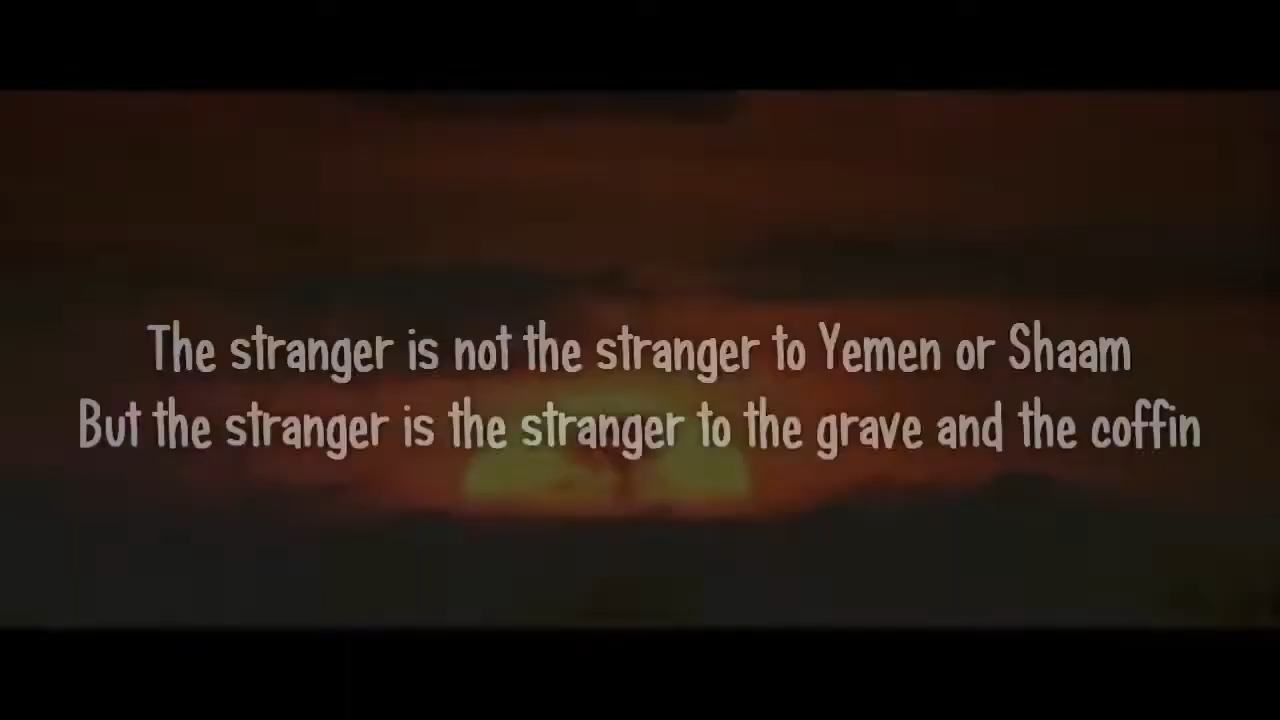 The stranger is not the stranger to Yemen or Shaam
But the stranger is the stranger to the grave and the coffin